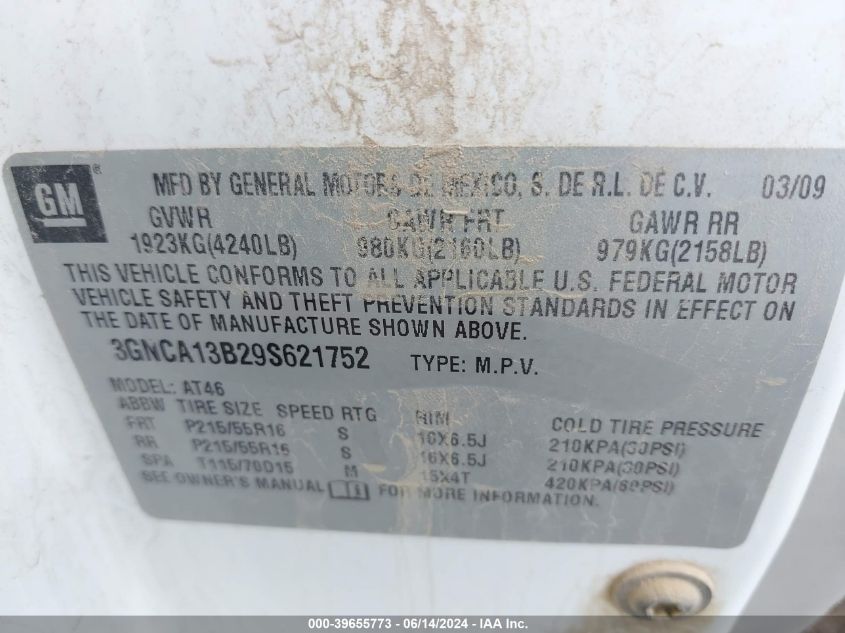 GM ®
MFD BY GENERAL MOTORS DE MEXICO, S. DE R.L. DE C.V. 03/09
GVWR GAWR FRT GAWR RR
1923KG(4240LB) 980KG(2160LB) 979KG(2158LB)
THIS VEHICLE CONFORMS TO ALL APPLICABLE U.S. FEDERAL MOTOR
VEHICLE SAFETY AND THEFT PREVENTION STANDARDS IN EFFECT ON
THE DATE OF MANUFACTURE SHOWN ABOVE.
3GNCA13B29S621752 TYPE: M.P.V.
MODEL: AT46
ABBW TIRE SIZE SPEED RTG RIM COLD TIRE PRESSURE
FRT P215/55R16 S 16X6.5J 210KPA(30PSI)
RR P215/55R16 S 16X6.5J 210KPA(30PSI)
SPA T115/70D15 M 15X4T 420KPA(60PSI)
SEE OWNER'S MANUAL FOR MORE INFORMATION.
000-39655773 - 06/14/2024 - IAA Inc.